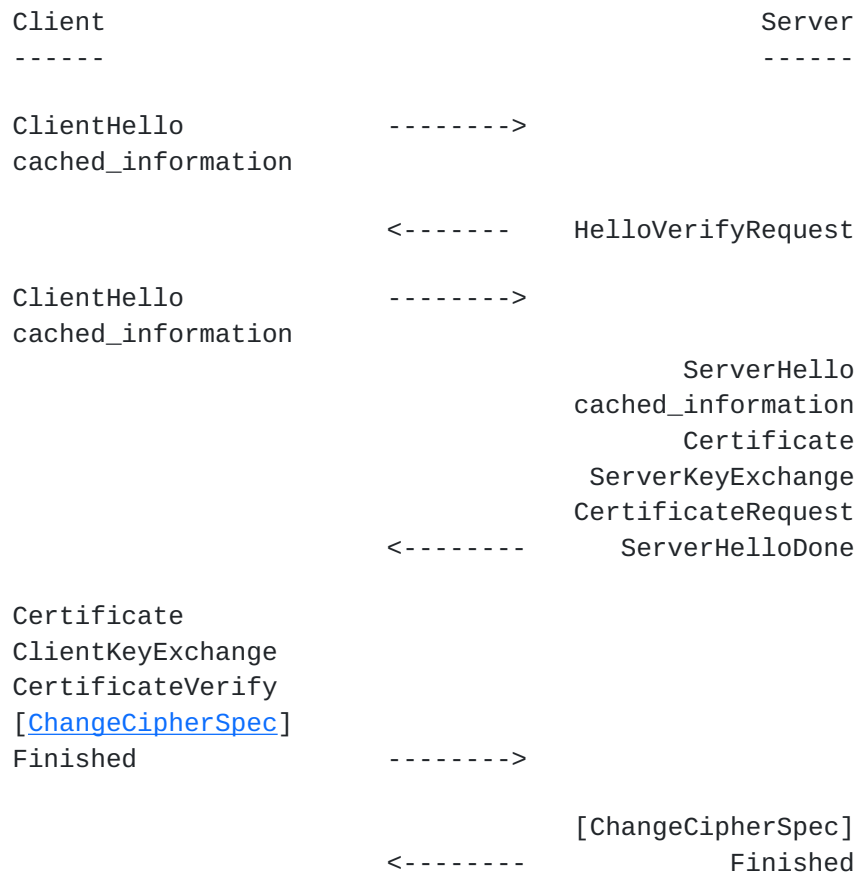 Client                                          Server
------                                          ------

ClientHello             -------->
cached_information

                        <-------    HelloVerifyRequest

ClientHello             -------->
cached_information
                                           ServerHello
                                    cached_information
                                           Certificate
                                     ServerKeyExchange
                                    CertificateRequest
                        <--------      ServerHelloDone

Certificate
ClientKeyExchange
CertificateVerify
[ChangeCipherSpec]
Finished                -------->

                                    [ChangeCipherSpec]
                        <--------             Finished